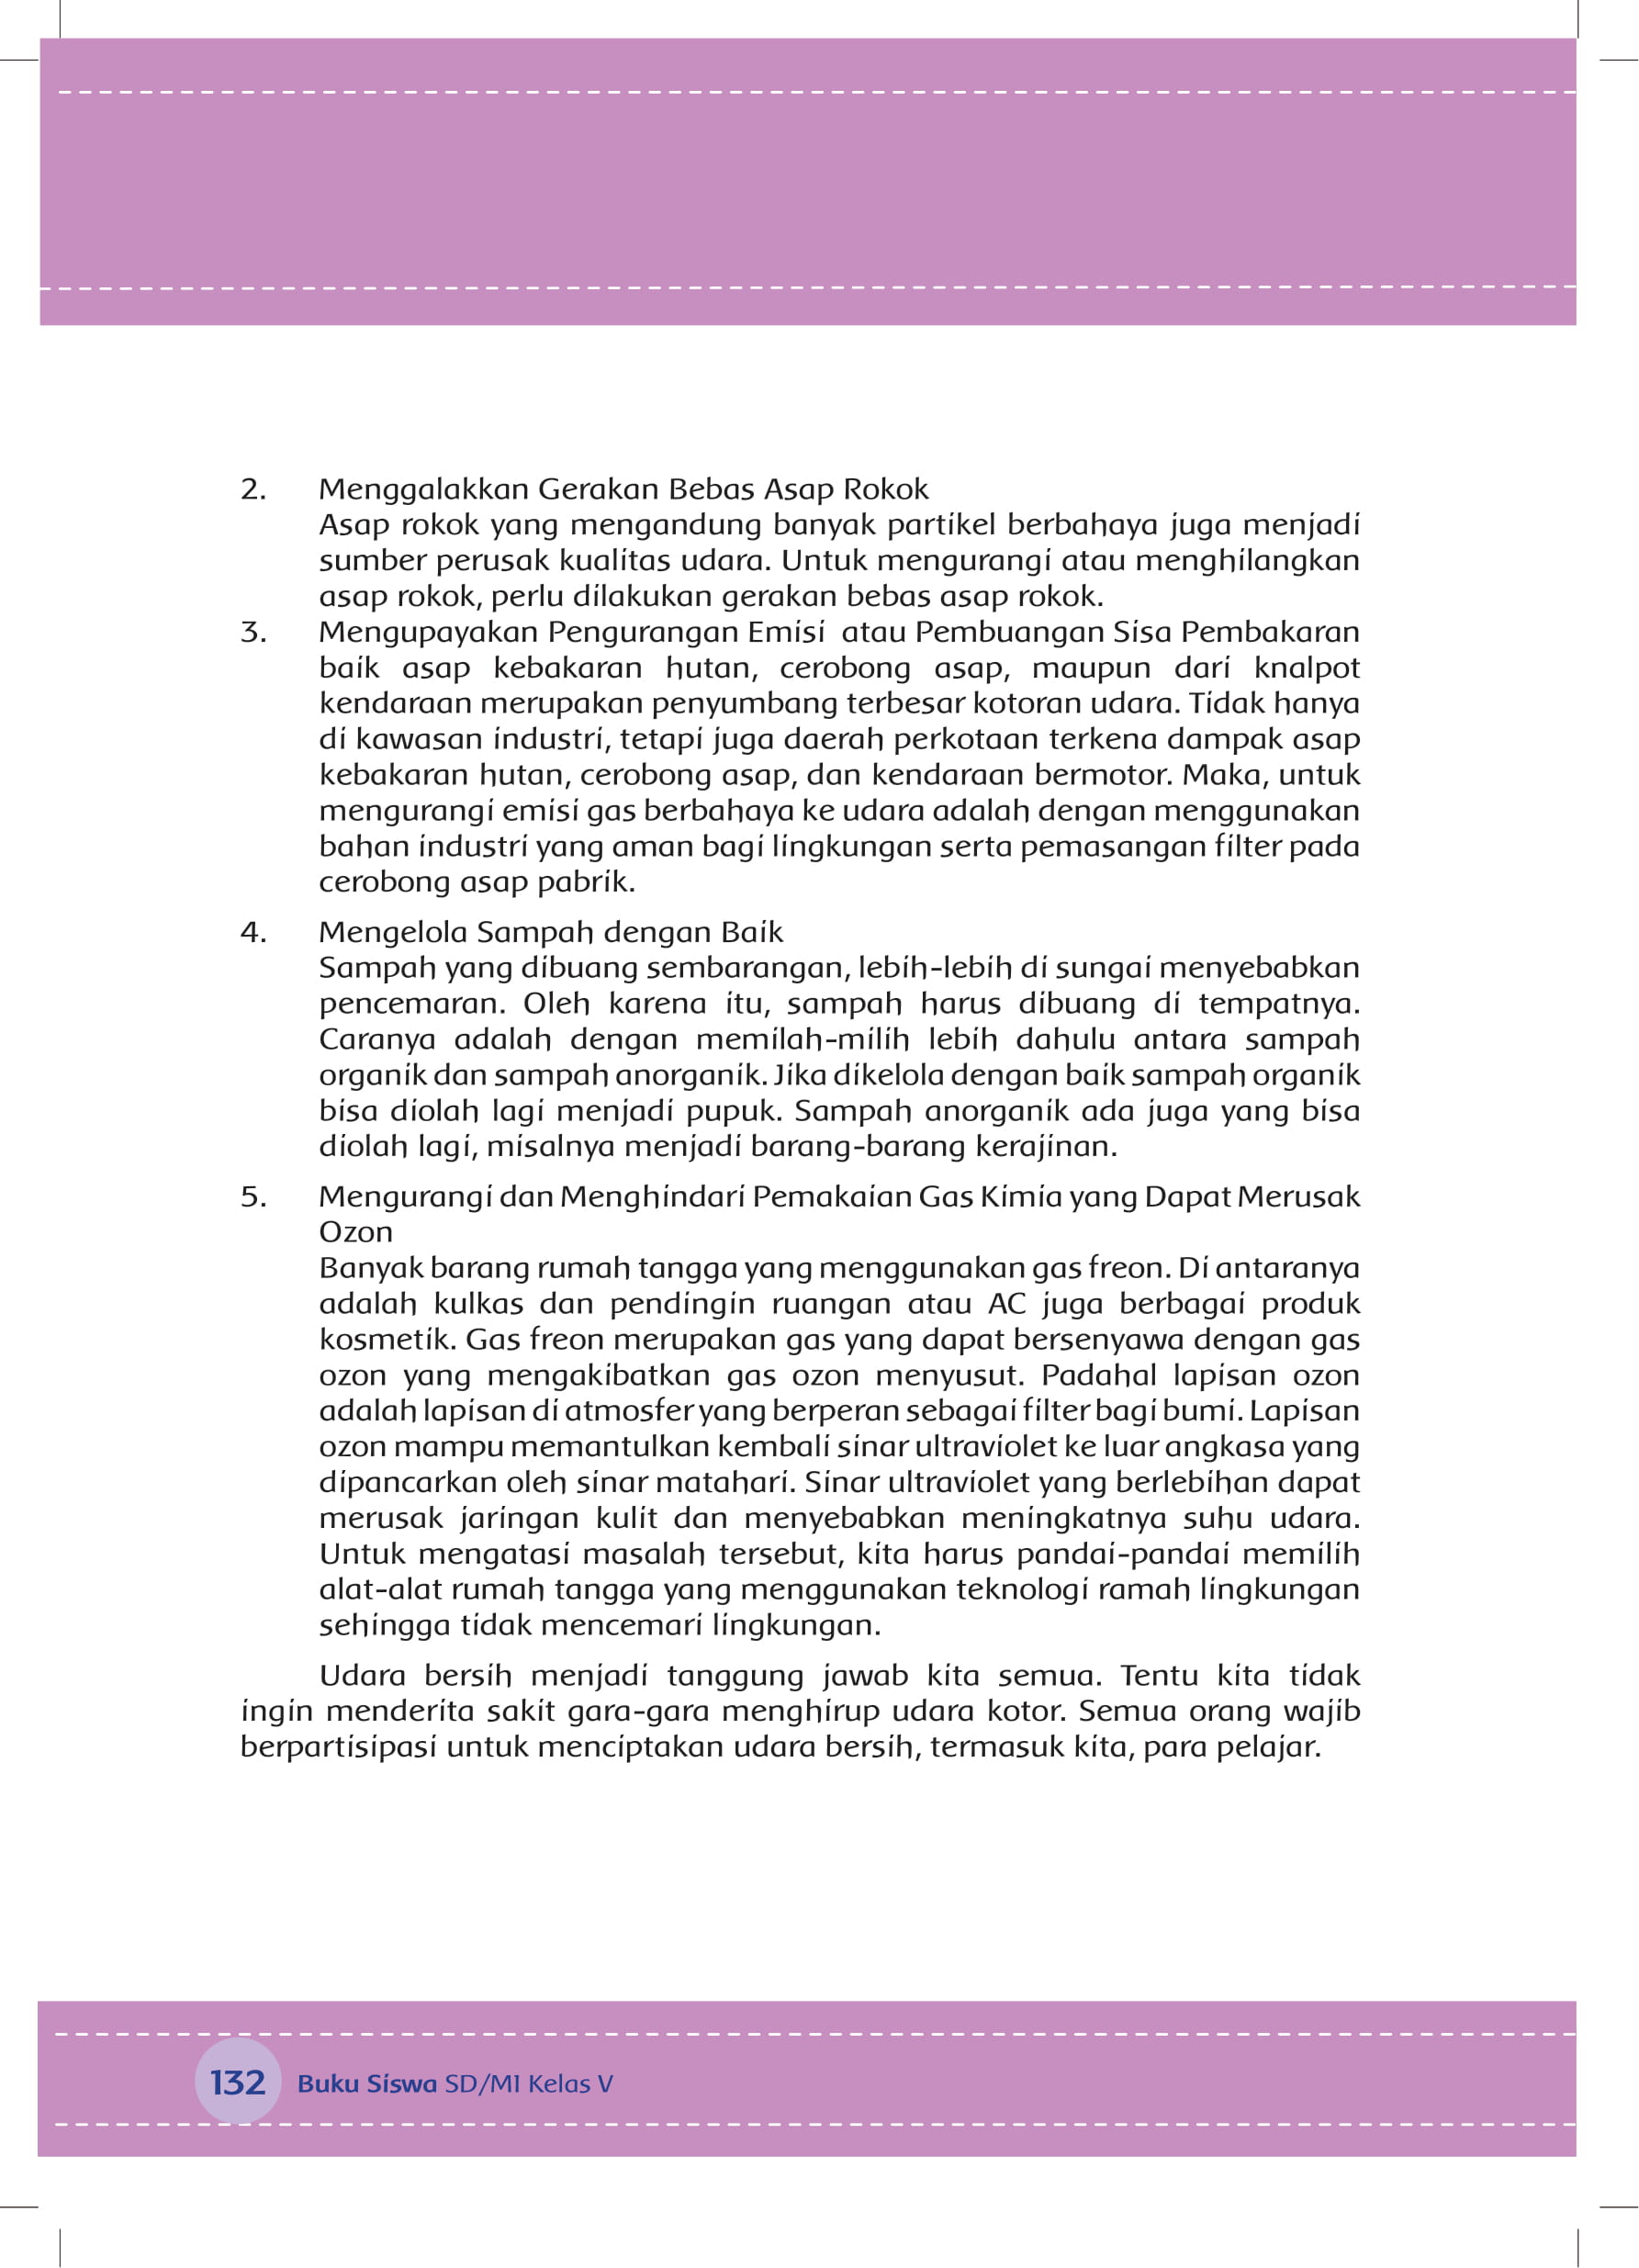 2. Menggalakkan Gerakan Bebas Asap Rokok
Asap rokok yang mengandung banyak partikel berbahaya juga menjadi
sumber perusak kualitas udara. Untuk mengurangi atau menghilangkan
asap rokok, perlu dilakukan gerakan bebas asap rokok.
3. Mengupayakan Pengurangan Emisi atau Pembuangan Sisa Pembakaran
baik asap kebakaran hutan, cerobong asap, maupun dari knalpot
kendaraan merupakan penyumbang terbesar kotoran udara. Tidak hanya
di kawasan industri, tetapi juga daerah perkotaan terkena dampak asap
kebakaran hutan, cerobong asap, dan kendaraan bermotor. Maka, untuk
mengurangi emisi gas berbahaya ke udara adalah dengan menggunakan
bahan industri yang aman bagi lingkungan serta pemasangan filter pada
cerobong asap pabrik.
4. Mengelola Sampah dengan Baik
Sampah yang dibuang sembarangan, lebih-lebih di sungai menyebabkan
pencemaran. Oleh karena itu, sampah harus dibuang di tempatnya.
Caranya adalah dengan memilah-milih lebih dahulu antara sampah
organik dan sampah anorganik. Jika dikelola dengan baik sampah organik
bisa diolah lagi menjadi pupuk. Sampah anorganik ada juga yang bisa
diolah lagi, misalnya menjadi barang-barang kerajinan.
5. Mengurangi dan Menghindari Pemakaian Gas Kimia yang Dapat Merusak
Ozon
Banyak barang rumah tangga yang menggunakan gas freon. Di antaranya
adalah kulkas dan pendingin ruangan atau AC juga berbagai produk
kosmetik. Gas freon merupakan gas yang dapat bersenyawa dengan gas
ozon yang mengakibatkan gas ozon menyusut. Padahal lapisan ozon
adalah lapisan di atmosfer yang berperan sebagai filter bagi bumi. Lapisan
ozon mampu memantulkan kembali sinar ultraviolet ke luar angkasa yang
dipancarkan oleh sinar matahari. Sinar ultraviolet yang berlebihan dapat
merusak jaringan kulit dan menyebabkan meningkatnya suhu udara.
Untuk mengatasi masalah tersebut, kita harus pandai-pandai memilih
alat-alat rumah tangga yang menggunakan teknologi ramah lingkungan
sehingga tidak mencemari lingkungan.
Udara bersih menjadi tanggung jawab kita semua. Tentu kita tidak
ingin menderita sakit gara-gara menghirup udara kotor. Semua orang wajib
berpartisipasi untuk menciptakan udara bersih, termasuk kita, para pelajar.
132 Buku Siswa SD/MI Kelas V